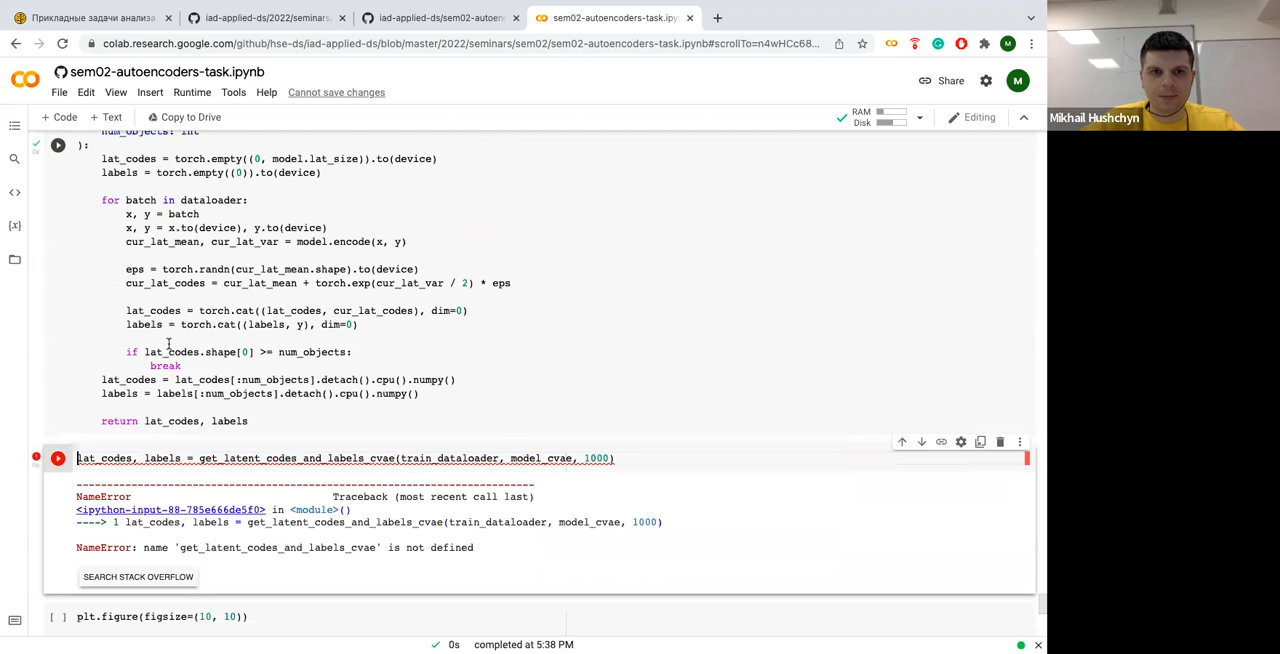 Прикладные задачи анализа
iad-applied-ds/2022/seminars
iad-applied-ds/sem02-autoenc
sem02-autoencoders-task.ipyn
colab.research.google.com/github/hse-ds/iad-applied-ds/blob/master/2022/seminars/sem02/sem02-autoencoders-task.ipynb#scrollTo=n4wHCc68...
M
CO
sem02-autoencoders-task.ipynb
Share
M
File Edit View Insert Runtime Tools Help Cannot save changes
+ Code + Text Copy to Drive
RAM
Disk
Editing
num_objects: int
):
lat_codes = torch.empty((0, model.lat_size)).to(device)
labels = torch.empty((0)).to(device)
for batch in dataloader:
x, y = batch
x, y = x.to(device), y.to(device)
cur_lat_mean, cur_lat_var = model.encode(x, y)
eps = torch.randn(cur_lat_mean.shape).to(device)
cur_lat_codes = cur_lat_mean + torch.exp(cur_lat_var / 2) * eps
lat_codes = torch.cat((lat_codes, cur_lat_codes), dim=0)
labels = torch.cat((labels, y), dim=0)
if lat_codes.shape[0] >= num_objects:
break
lat_codes = lat_codes[:num_objects].detach().cpu().numpy()
labels = labels[:num_objects].detach().cpu().numpy()
return lat_codes, labels
lat_codes, labels = get_latent_codes_and_labels_cvae(train_dataloader, model_cvae, 1000)
---------------------------------------------------------------------------
NameError Traceback (most recent call last)
<ipython-input-88-785e666de5f0> in <module>()
----> 1 lat_codes, labels = get_latent_codes_and_labels_cvae(train_dataloader, model_cvae, 1000)
NameError: name 'get_latent_codes_and_labels_cvae' is not defined
SEARCH STACK OVERFLOW
[ ] plt.figure(figsize=(10, 10))
0s completed at 5:38 PM
Mikhail Hushchyn